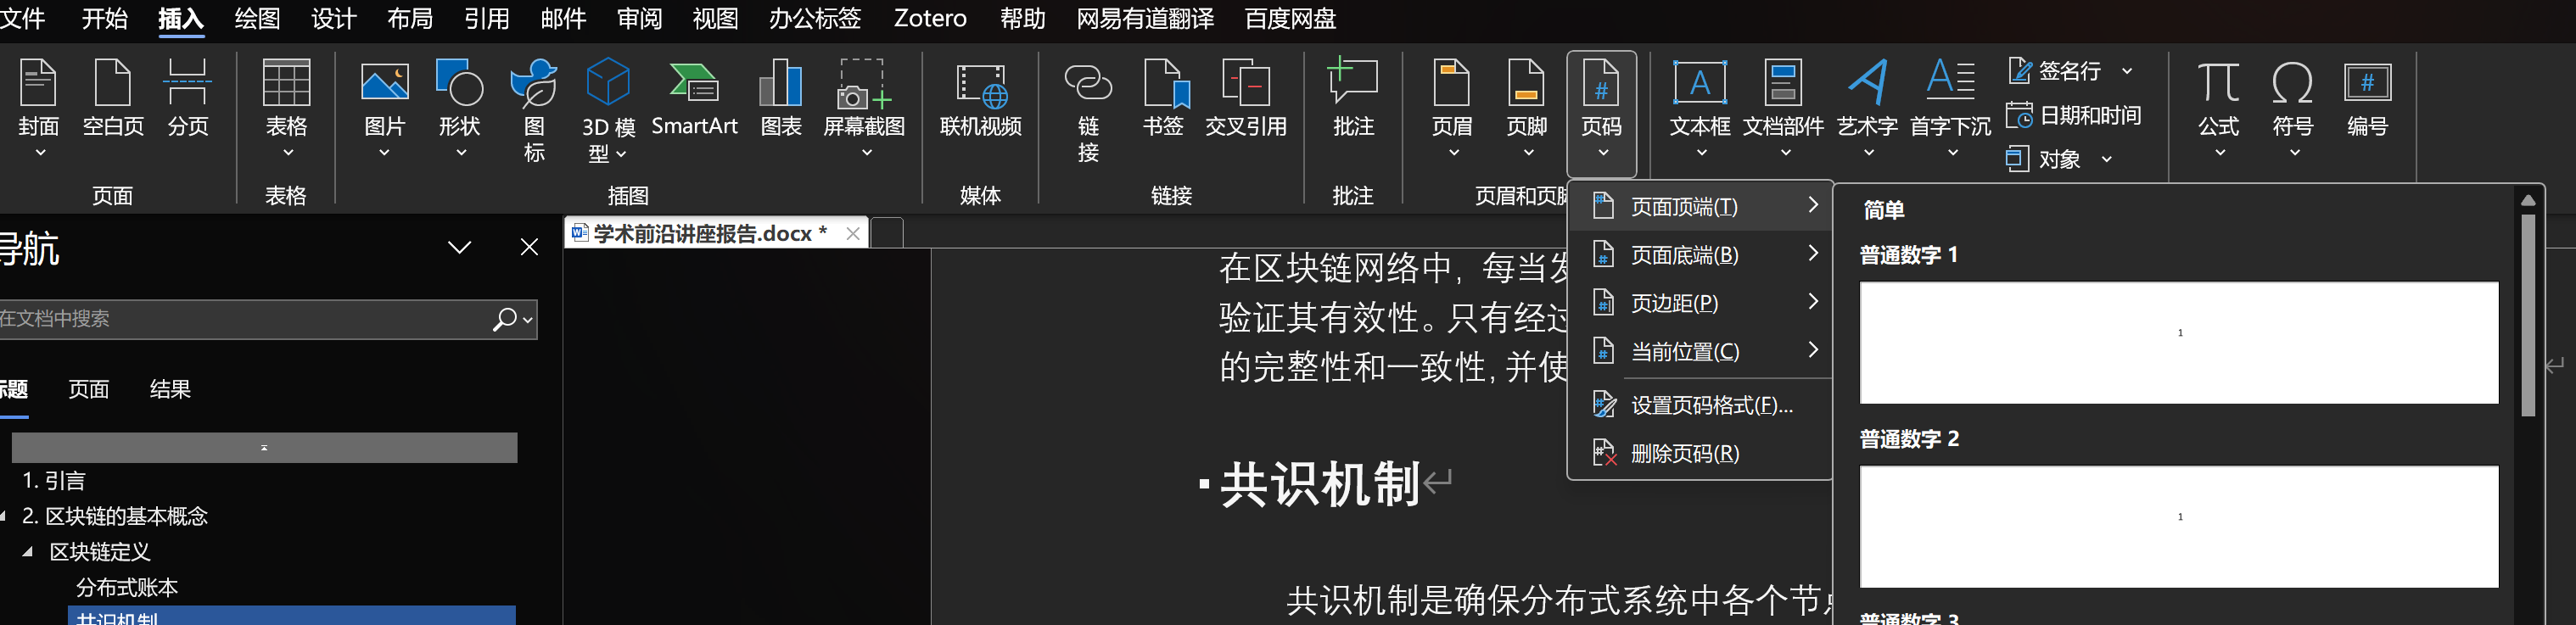 文件 开始 插入 绘图 设计 布局 引用 邮件 审阅 视图 办公标签 Zotero 帮助 网易有道翻译 百度网盘
封面 空白页 分页
页面
表格
表格
图片 形状 图标 3D 模型 SmartArt 图表 屏幕截图
插图
联机视频
媒体
链接 书签 交叉引用
链接
批注
批注
页眉 页脚 页码
页眉和页脚
文本框 文档部件 艺术字 首字下沉
签名行
日期和时间
对象
公式 符号 编号
导航
在文档中搜索
标题 页面 结果
1. 引言
2. 区块链的基本概念
区块链定义
分布式账本
共识机制
学术前沿讲座报告.docx *
在区块链网络中，每当发
验证其有效性。只有经过
的完整性和一致性，并使
共识机制
共识机制是确保分布式系统中各个节点
页面顶端(T)
页面底端(B)
页边距(P)
当前位置(C)
设置页码格式(F)...
删除页码(R)
简单
普通数字 1
1
普通数字 2
1
普通数字 3